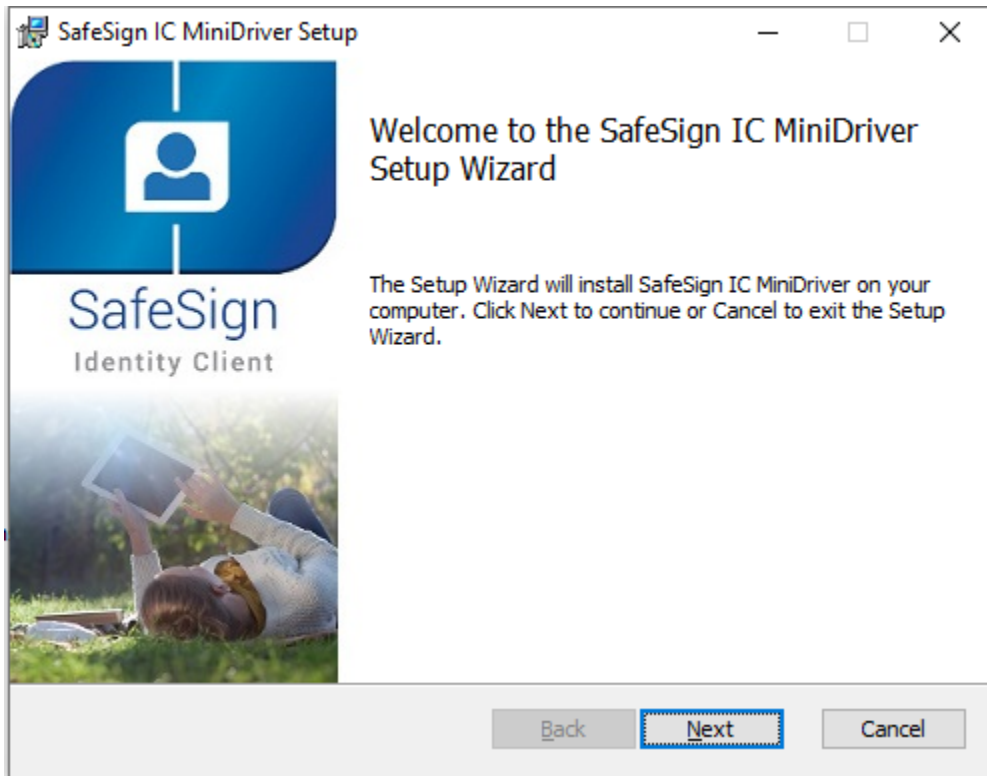 SafeSign IC MiniDriver Setup
Welcome to the SafeSign IC MiniDriver
Setup Wizard
The Setup Wizard will install SafeSign IC MiniDriver on your
computer. Click Next to continue or Cancel to exit the Setup
Wizard.
SafeSign
Identity Client
Back
Next
Cancel